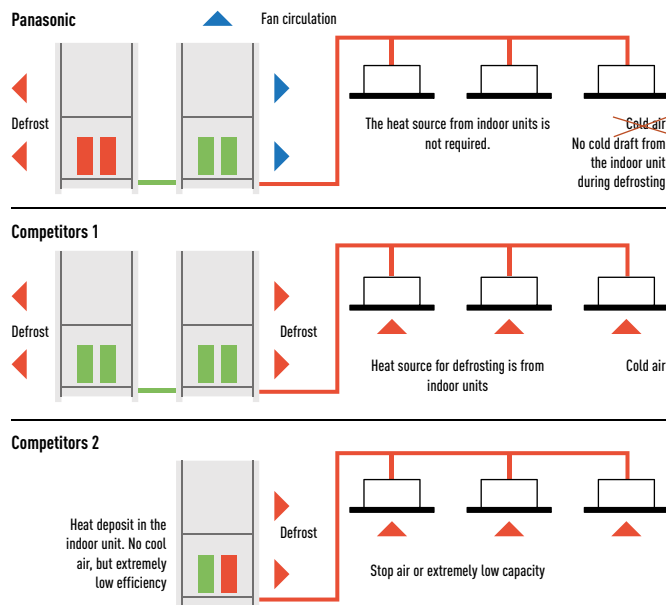 Panasonic
Fan circulation
Defrost
The heat source from indoor units is
not required.
Cold air
No cold draft from
the indoor unit
during defrosting
Competitors 1
Defrost
Defrost
Heat source for defrosting is from
indoor units
Cold air
Competitors 2
Heat deposit in the
indoor unit. No cool
air, but extremely
low efficiency
Defrost
Stop air or extremely low capacity